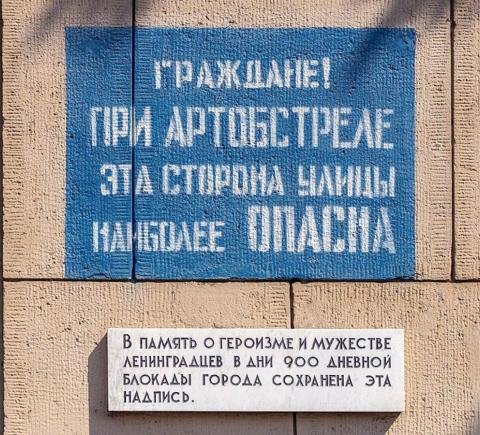 ГРАЖДАНЕ!
ПРИ АРТОБСТРЕЛЕ
ЭТА СТОРОНА УЛИЦЫ
НАИБОЛЕЕ ОПАСНА
В ПАМЯТЬ О ГЕРОИЗМЕ И МУЖЕСТВЕ
ЛЕНИНГРАДЦЕВ В ДНИ 900 ДНЕВНОЙ
БЛОКАДЫ ГОРОДА СОХРАНЕНА ЭТА
НАДПИСЬ.